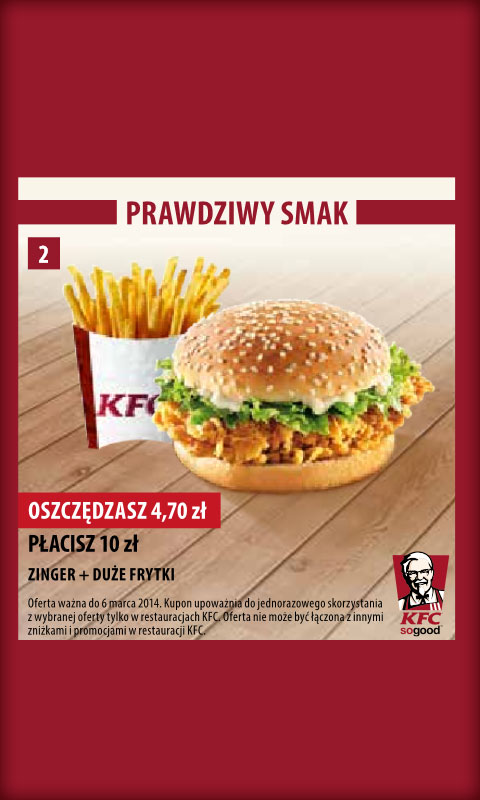 PRAWDZIWY SMAK
2
KFC
OSZCZĘDZASZ 4,70 zł
PŁACISZ 10 zł
ZINGER + DUŻE FRYTKI
Oferta ważna do 6 marca 2014. Kupon upoważnia do jednorazowego skorzystania
z wybranej oferty tylko w restauracjach KFC. Oferta nie może być łączona z innymi
zniżkami i promocjami w restauracji KFC.
KFC
sogood